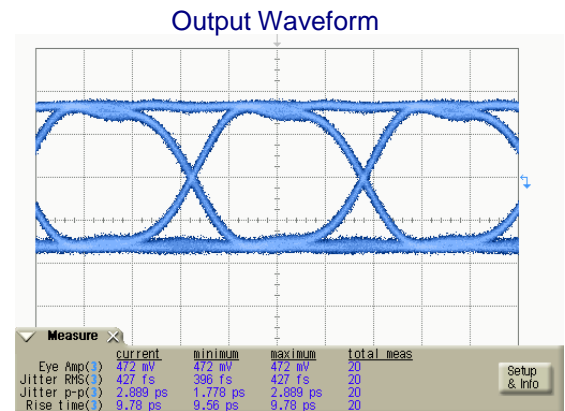 Output Waveform
Measure
current minimum maximum total meas
Eye Amp(3) 472 mV 472 mV 472 mV 20
Jitter RMS(3) 427 fs 396 fs 427 fs 20
Jitter p-p(3) 2.889 ps 1.778 ps 2.889 ps 20
Rise time(3) 9.78 ps 9.56 ps 9.78 ps 20
Setup
& Info